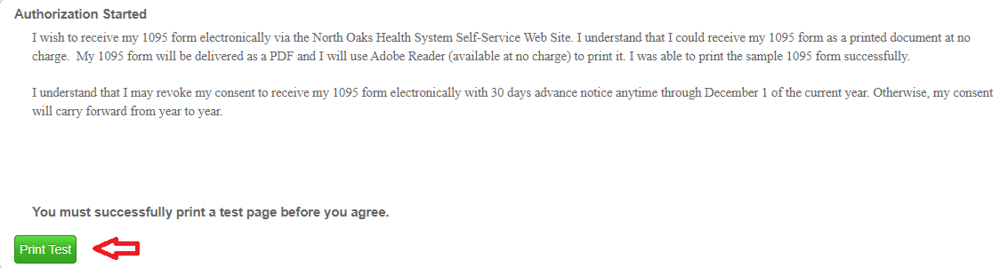 Authorization Started
I wish to receive my 1095 form electronically via the North Oaks Health System Self-Service Web Site. I understand that I could receive my 1095 form as a printed document at no
charge.  My 1095 form will be delivered as a PDF and I will use Adobe Reader (available at no charge) to print it. I was able to print the sample 1095 form successfully.
I understand that I may revoke my consent to receive my 1095 form electronically with 30 days advance notice anytime through December 1 of the current year. Otherwise, my consent
will carry forward from year to year.
You must successfully print a test page before you agree.
Print Test